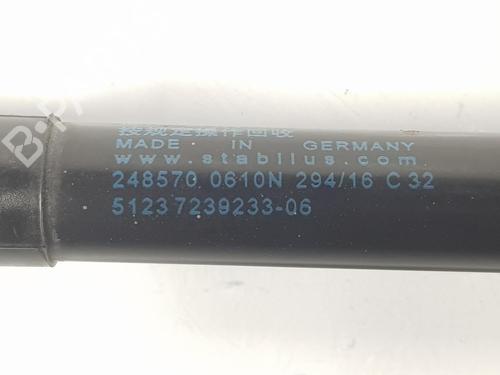 按规定操作回收
MADE IN GERMANY
www.stabilus.com
248570 0610N 294/16 C 32
51237239233-06
B-Parts